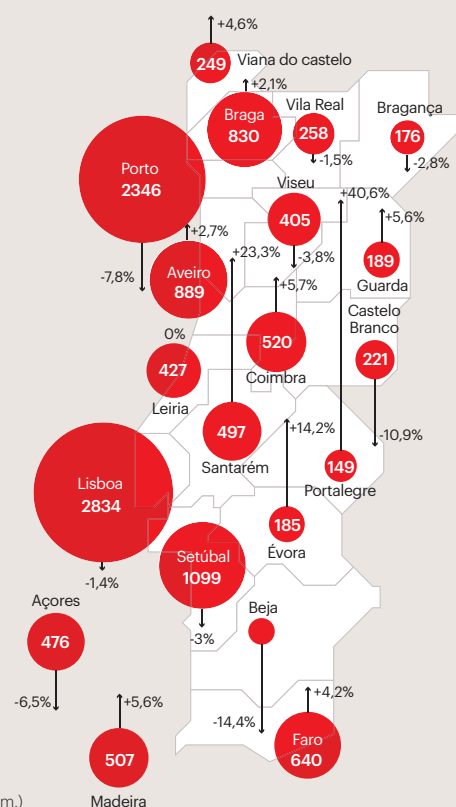 +4,6%
249
Viana do castelo
+2,1%
Braga
830
Vila Real
258
-1,5%
Bragança
176
-2,8%
Porto
2346
-7,8%
Viseu
405
-3,8%
+40,6%
+5,6%
189
Guarda
+2,7%
Aveiro
889
+23,3%
+5,7%
520
Coimbra
Castelo
Branco
221
-10,9%
0%
427
Leiria
497
Santarém
+14,2%
149
Portalegre
185
Évora
Lisboa
2834
-1,4%
Setúbal
1099
-3%
Açores
476
-6,5%
Beja
-14,4%
+4,2%
Faro
640
+5,6%
507
Madeira
m.)